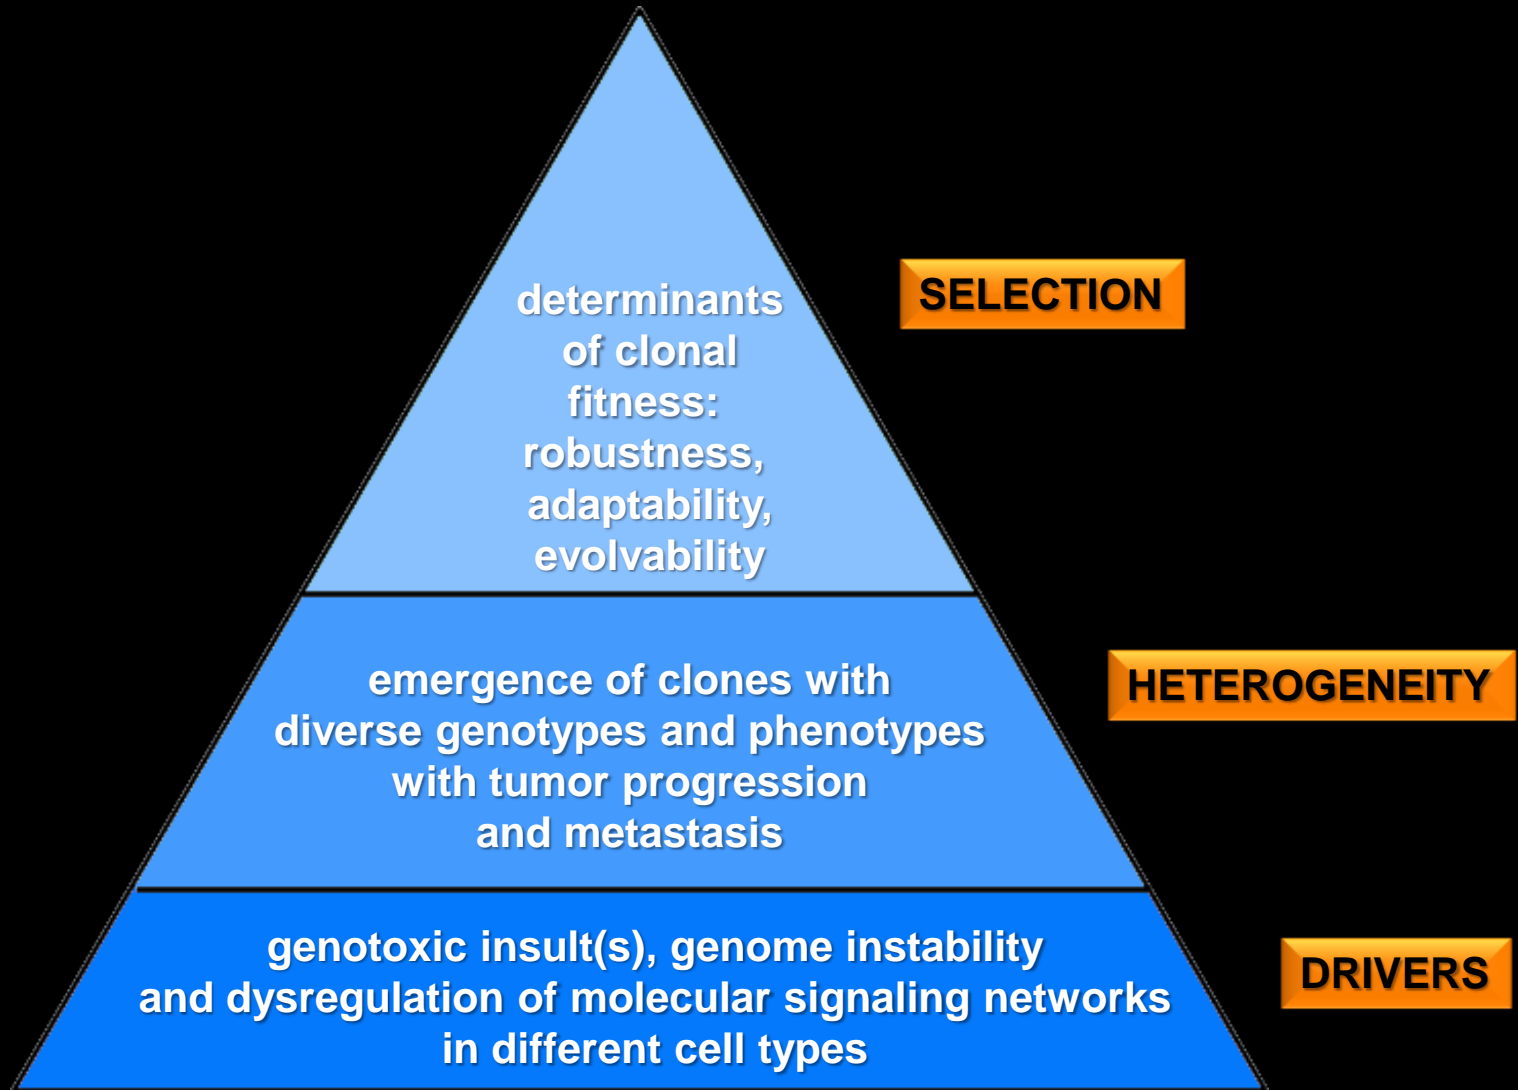 determinants
of clonal
fitness:
robustness,
adaptability,
evolvability
SELECTION
emergence of clones with
diverse genotypes and phenotypes
with tumor progression
and metastasis
HETEROGENEITY
genotoxic insult(s), genome instability
and dysregulation of molecular signaling networks
in different cell types
DRIVERS